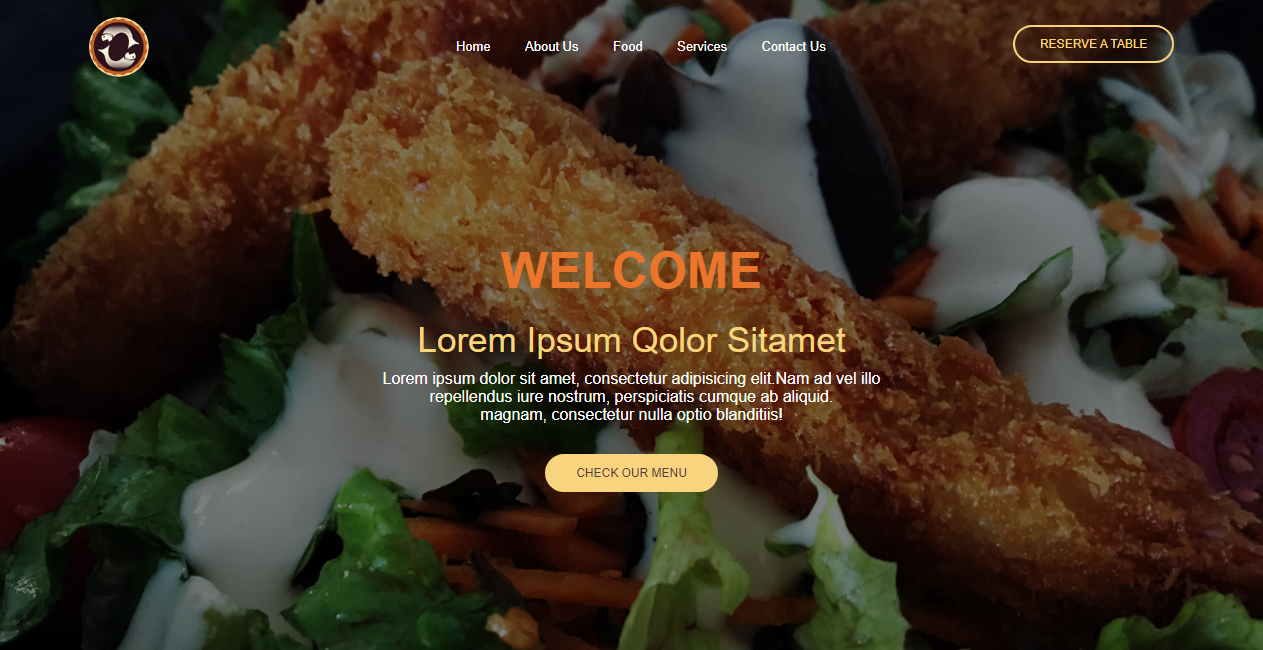 Home About Us Food Services Contact Us RESERVE A TABLE
WELCOME
Lorem Ipsum Qolor Sitamet
Lorem ipsum dolor sit amet, consectetur adipisicing elit.Nam ad vel illo
repellendus iure nostrum, perspiciatis cumque ab aliquid.
magnam, consectetur nulla optio blanditiis!
CHECK OUR MENU